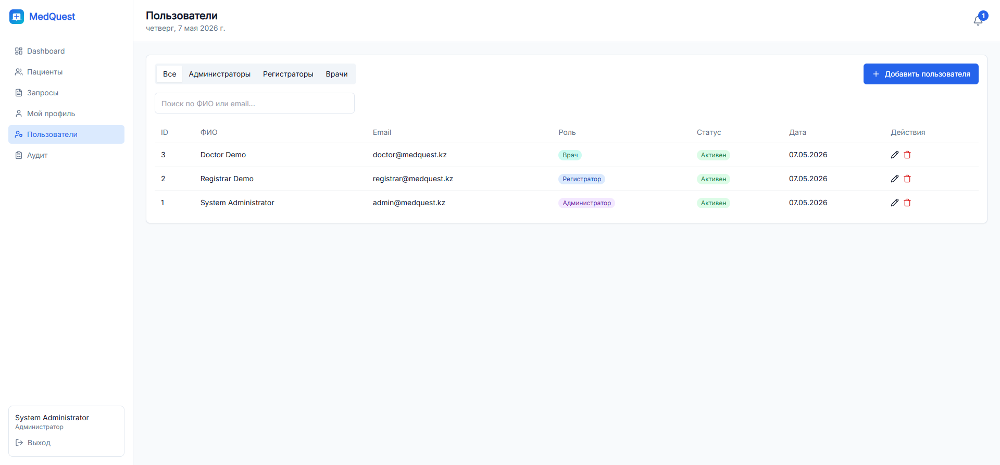 MedQuest
Dashboard
Пациенты
Запросы
Мой профиль
Пользователи
Аудит
System Administrator
Администратор
Выход
Пользователи
четверг, 7 мая 2026 г.
1
Все Администраторы Регистраторы Врачи
Добавить пользователя
Поиск по ФИО или email...
ID ФИО Email Роль Статус Дата Действия
3 Doctor Demo doctor@medquest.kz Врач Активен 07.05.2026
2 Registrar Demo registrar@medquest.kz Регистратор Активен 07.05.2026
1 System Administrator admin@medquest.kz Администратор Активен 07.05.2026